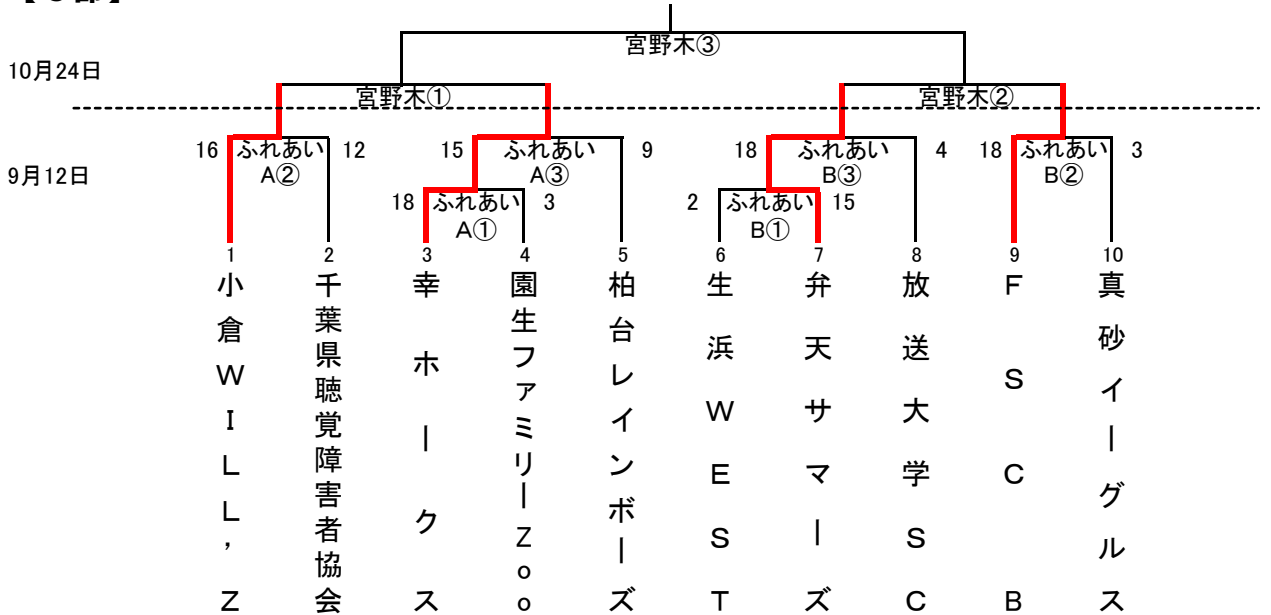 宮野木③
10月24日
宮野木① 宮野木②
16 ふれあい 12 15 ふれあい 9 18 ふれあい 4 18 ふれあい 3
A② A③ B③ B②
9月12日
18 ふれあい 3 2 ふれあい 15
A① B①
1 2 3 4 5 6 7 8 9 10
小倉WILL’Z
千葉県聴覚障害者協会
幸ホークス
園生ファミリーZoo
柏台レインボーズ
生浜WEST
弁天サマーズ
放送大学SC
FSCB
真砂イーグルス